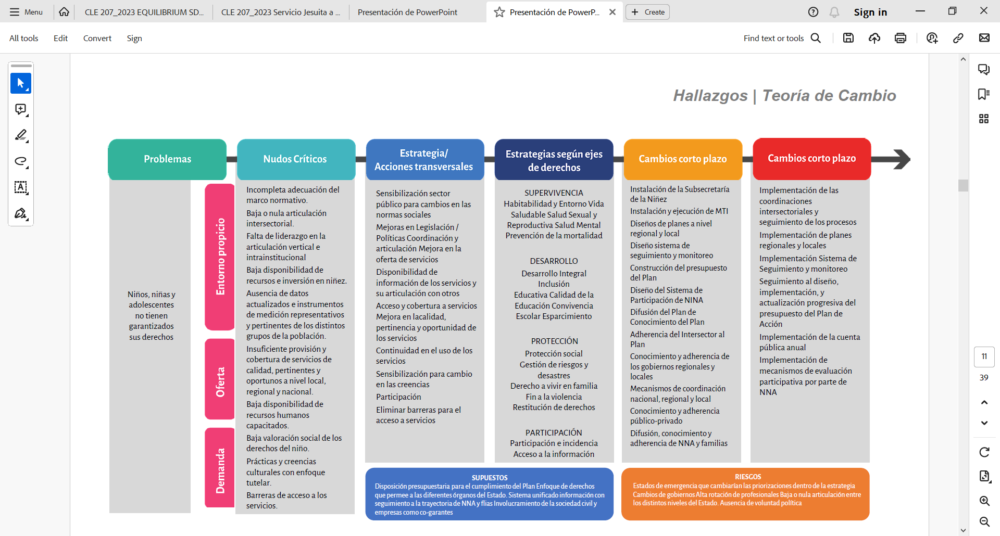 Menu
CLE 207_2023 EQUILIBRIUM SD...
CLE 207_2023 Servicio Jesuita a ...
Presentación de PowerPoint
Presentación de PowerP...
Create
Sign in
All tools
Edit
Convert
Sign
Find text or tools
Hallazgos | Teoría de Cambio
Problemas
Niños, niñas y
adolescentes
no tienen
garantizados
sus derechos
Entorno propicio
Oferta
Demanda
Nudos Críticos
Incompleta adecuación del
marco normativo.
Baja o nula articulación
intersectorial.
Falta de liderazgo en la
articulación vertical e
intrainstitucional
Baja disponibilidad de
recursos e inversión en niñez.
Ausencia de datos
actualizados e instrumentos
de medición representativos
y pertinentes de los distintos
grupos de la población.
Insuficiente provisión y
cobertura de servicios de
calidad, pertinentes y
oportunos a nivel local,
regional y nacional.
Baja disponibilidad de
recursos humanos
capacitados.
Baja valoración social de los
derechos del niño.
Prácticas y creencias
culturales con enfoque
tutelar.
Barreras de acceso a los
servicios.
Estrategia/
Acciones transversales
Sensibilización sector
público para cambios en las
normas sociales
Mejoras en Legislación /
Políticas Coordinación y
articulación Mejora en la
oferta de servicios
Disponibilidad de
información de los servicios y
su articulación con otros
Acceso y cobertura a servicios
Mejora en lacalidad,
pertinencia y oportunidad de
los servicios
Continuidad en el uso de los
servicios
Sensibilización para cambio
en las creencias
Participación
Eliminar barreras para el
acceso a servicios
Estrategias según ejes
de derechos
SUPERVIVENCIA
Habitabilidad y Entorno Vida
Saludable Salud Sexual y
Reproductiva Salud Mental
Prevención de la mortalidad
DESARROLLO
Desarrollo Integral
Inclusión
Educativa Calidad de la
Educación Convivencia
Escolar Esparcimiento
PROTECCIÓN
Protección social
Gestión de riesgos y
desastres
Derecho a vivir en familia
Fin a la violencia
Restitución de derechos
PARTICIPACIÓN
Participación e incidencia
Acceso a la información
Cambios corto plazo
Instalación de la Subsecretaría
de la Niñez
Instalación y ejecución de MTI
Diseños de planes a nivel
regional y local
Diseño sistema de
seguimiento y monitoreo
Construcción del presupuesto
del Plan
Diseño del Sistema de
Participación de NINA
Difusión del Plan de
Conocimiento del Plan
Adherencia del Intersector al
Plan
Conocimiento y adherencia de
los gobiernos regionales y
locales
Mecanismos de coordinación
nacional, regional y local
Conocimiento y adherencia
público-privado
Difusión, conocimiento y
adherencia de NNA y familias
Cambios corto plazo
Implementación de las
coordinaciones
intersectoriales y
seguimiento de los procesos
Implementación de planes
regionales y locales
Implementación Sistema de
Seguimiento y monitoreo
Seguimiento al diseño,
implementación, y
actualización progresiva del
presupuesto del Plan de
Acción
Implementación de la cuenta
pública anual
Implementación de
mecanismos de evaluación
participativa por parte de
NNA
SUPUESTOS
Disposición presupuestaria para el cumplimiento del Plan Enfoque de derechos
que permee a las diferentes órganos del Estado. Sistema unificado información con
seguimiento a la trayectoria de NNA y flias Involucramiento de la sociedad civil y
empresas como co-garantes
RIESGOS
Estados de emergencia que cambiarían las priorizaciones dentro de la estrategia
Cambios de gobiernos Alta rotación de profesionales Baja o nula articulación entre
los distintos niveles del Estado. Ausencia de voluntad política
11
39